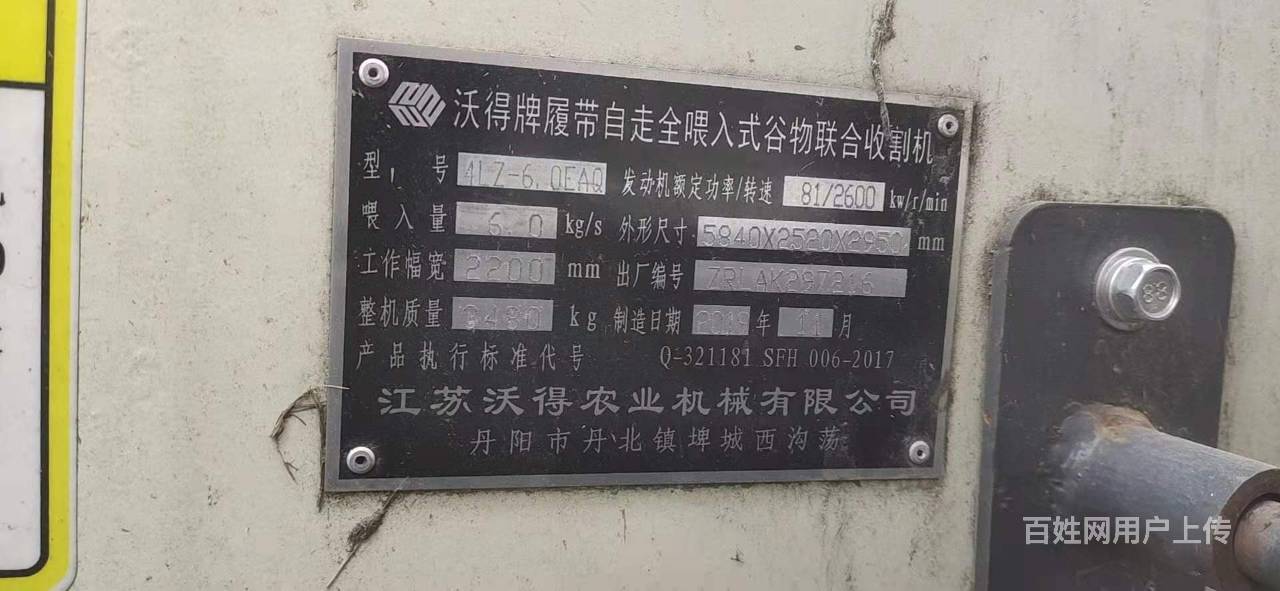 沃得牌履带自走全喂入式谷物联合收割机
型，号 4LZ-6.0EAQ 发动机额定功率/转速 81/2600 kw/r/min
喂入量 6.0 kg/s 外形尺寸 5840X2520X2950 mm
工作幅宽 2200 mm 出厂编号 ZRLAK297216
整机质量 3480 kg 制造日期 2019 年 11 月
产品执行标准代号 Q-321181 SFH 006-2017
江苏沃得农业机械有限公司
丹阳市丹北镇埤城西沟荡
百姓网用户上传